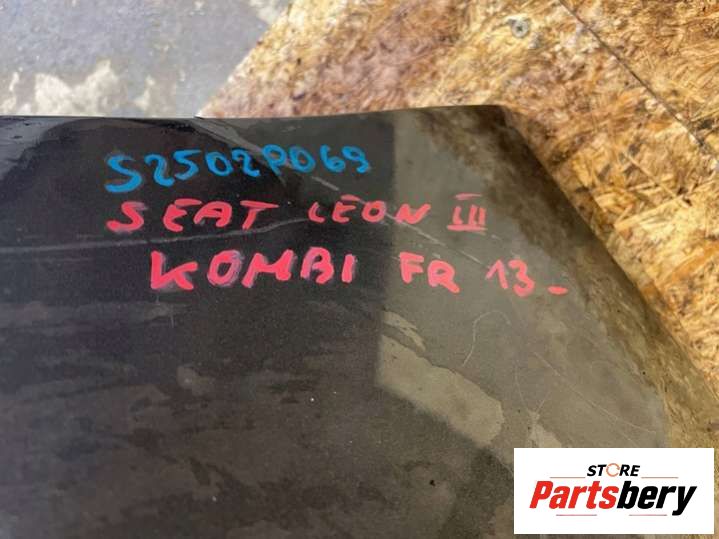 S2502P069
SEAT LEON III
KOMBI FR 13-
STORE
Partsbery